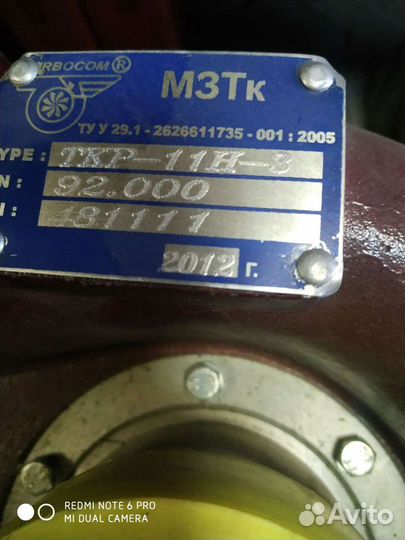 RBOCOM®
МЗТк
ТУ У 29.1 - 2626611735 - 001 : 2005
YPE : ТКР-11Н-3
N : 92.000
: 481111
2012 г.
REDMI NOTE 6 PRO
MI DUAL CAMERA
Avito